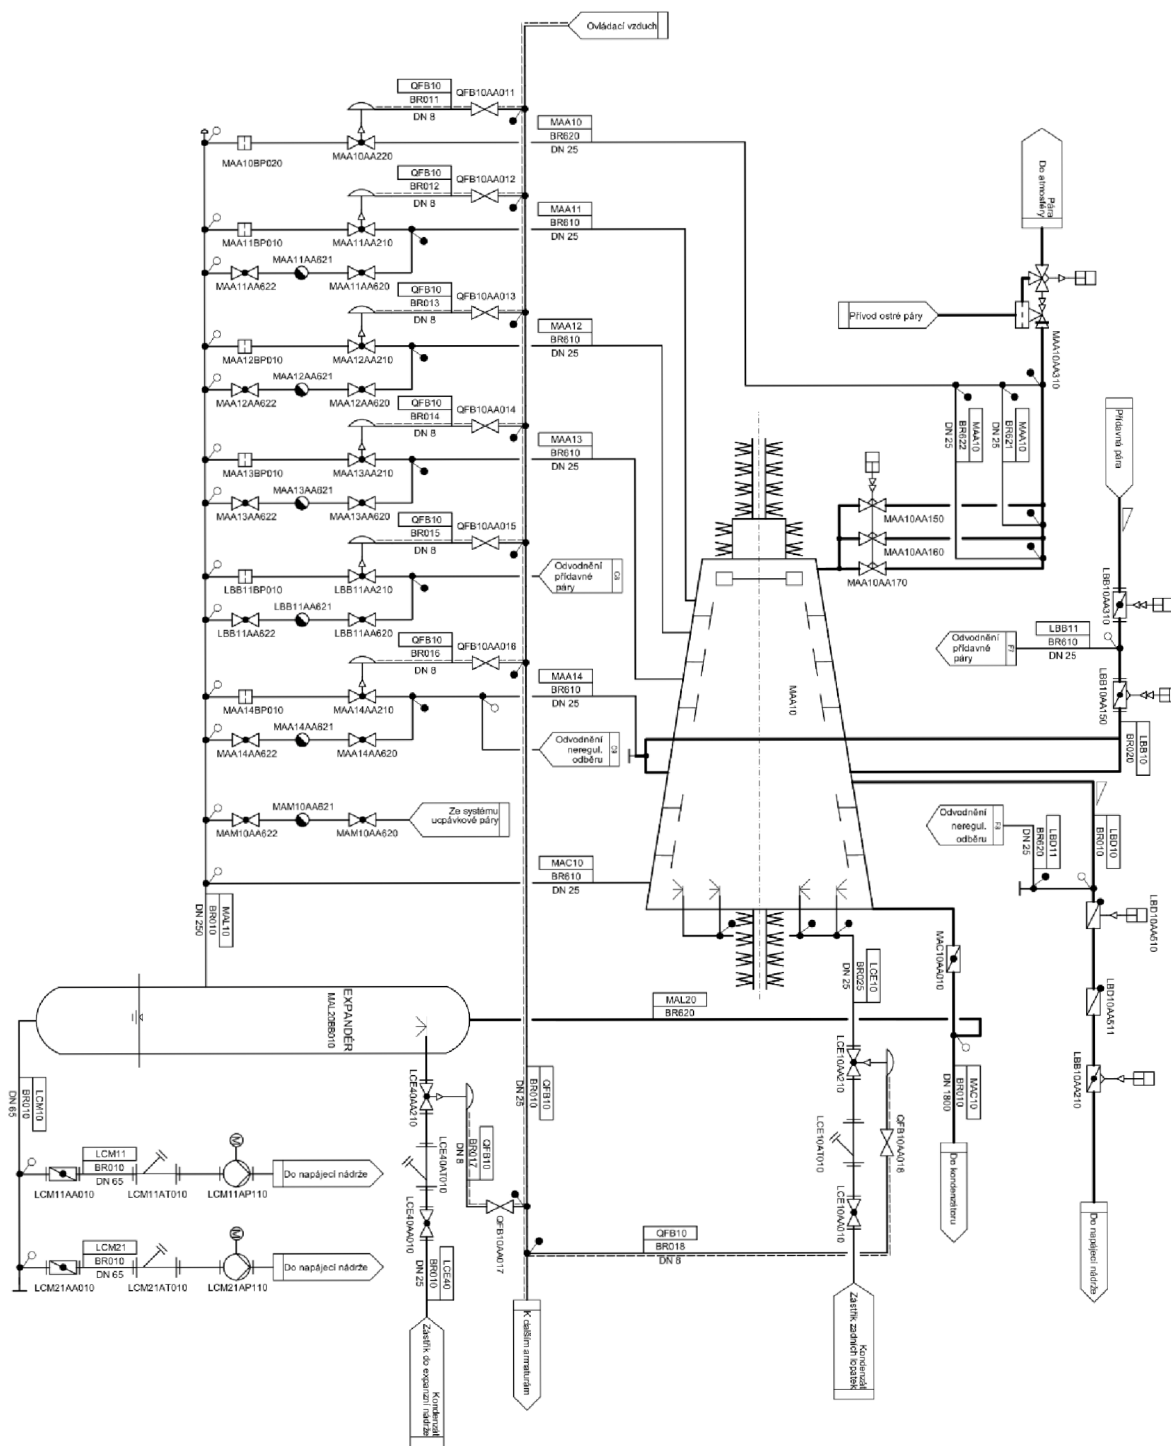 Ovládací vzduch
QFB10
BR011
DN 8
QFB10AA011
MAA10BP020
MAA10AA220
MAA10
BR620
DN 25
QFB10
BR012
DN 8
QFB10AA012
MAA11BP010
MAA11AA210
MAA11
BR610
DN 25
MAA11AA621
MAA11AA622
MAA11AA620
QFB10
BR013
DN 8
QFB10AA013
MAA12BP010
MAA12AA210
MAA12
BR610
DN 25
MAA12AA621
MAA12AA622
MAA12AA620
QFB10
BR014
DN 8
QFB10AA014
MAA13BP010
MAA13AA210
MAA13
BR610
DN 25
MAA13AA621
MAA13AA622
MAA13AA620
QFB10
BR015
DN 8
QFB10AA015
LBB11BP010
LBB11AA210
Odvodnění
přídavné
páry
LBB11AA621
LBB11AA622
LBB11AA620
QFB10
BR016
DN 8
QFB10AA016
MAA14BP010
MAA14AA210
MAA14
BR610
DN 25
MAA14AA621
MAA14AA622
MAA14AA620
Odvodnění
neregul.
odběru
MAM10AA621
MAM10AA622
MAM10AA620
Ze systému
ucpávkové páry
MAC10
BR610
DN 25
MAL10
BR010
DN 250
Pára
Do atmosféry
Přívod ostré páry
MAA10AA310
MAA10
BR622
DN 25
MAA10
BR621
DN 25
MAA10AA150
MAA10AA160
MAA10AA170
MAA10
Přídavná pára
LBB10AA310
LBB11
BR610
DN 25
Odvodnění
přídavné
páry
F7
LBB10AA150
LBB10
BR020
LBD10
BR010
Odvodnění
neregul.
odběru
LBD11
BR620
DN 25
LBD10AA510
LBD10AA511
LBB10AA210
Do napájecí nádrže
MAC10AA010
MAC10
BR010
DN 1800
Do kondenzátoru
LCE10
BR025
DN 25
LCE10AA210
LCE10AT010
LCE10AA010
QFB10AA018
Kondenzát
Zástřik zadních lopatek
MAL20
BR620
EXPANDÉR
MAL20BB010
LCE40AA210
LCE40AT010
LCE40AA010
QFB10
BR017
DN 8
QFB10AA017
LCE40
BR010
DN 25
Kondenzát
Zástřik do expanzní nádrže
QFB10
BR010
DN 25
QFB10
BR018
DN 8
K dalším armaturám
LCM10
BR010
DN 65
LCM11
BR010
DN 65
LCM11AA010
LCM11AT010
M
LCM11AP110
Do napájecí nádrže
LCM21
BR010
DN 65
LCM21AA010
LCM21AT010
M
LCM21AP110
Do napájecí nádrže